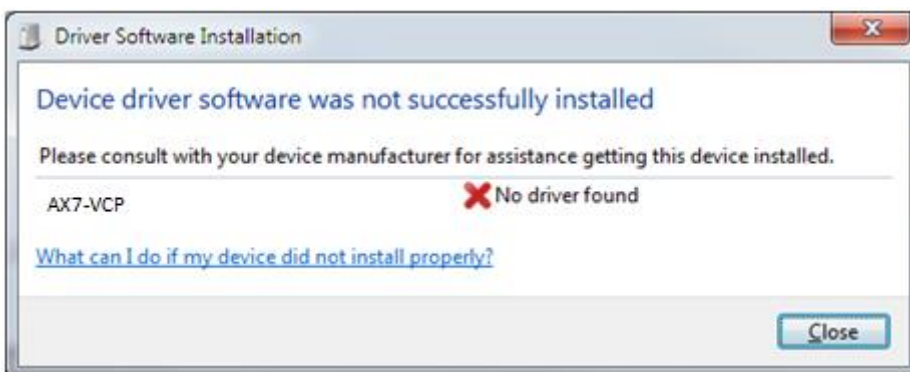 Driver Software Installation
Device driver software was not successfully installed
Please consult with your device manufacturer for assistance getting this device installed.
AX7-VCP No driver found
What can I do if my device did not install properly?
Close